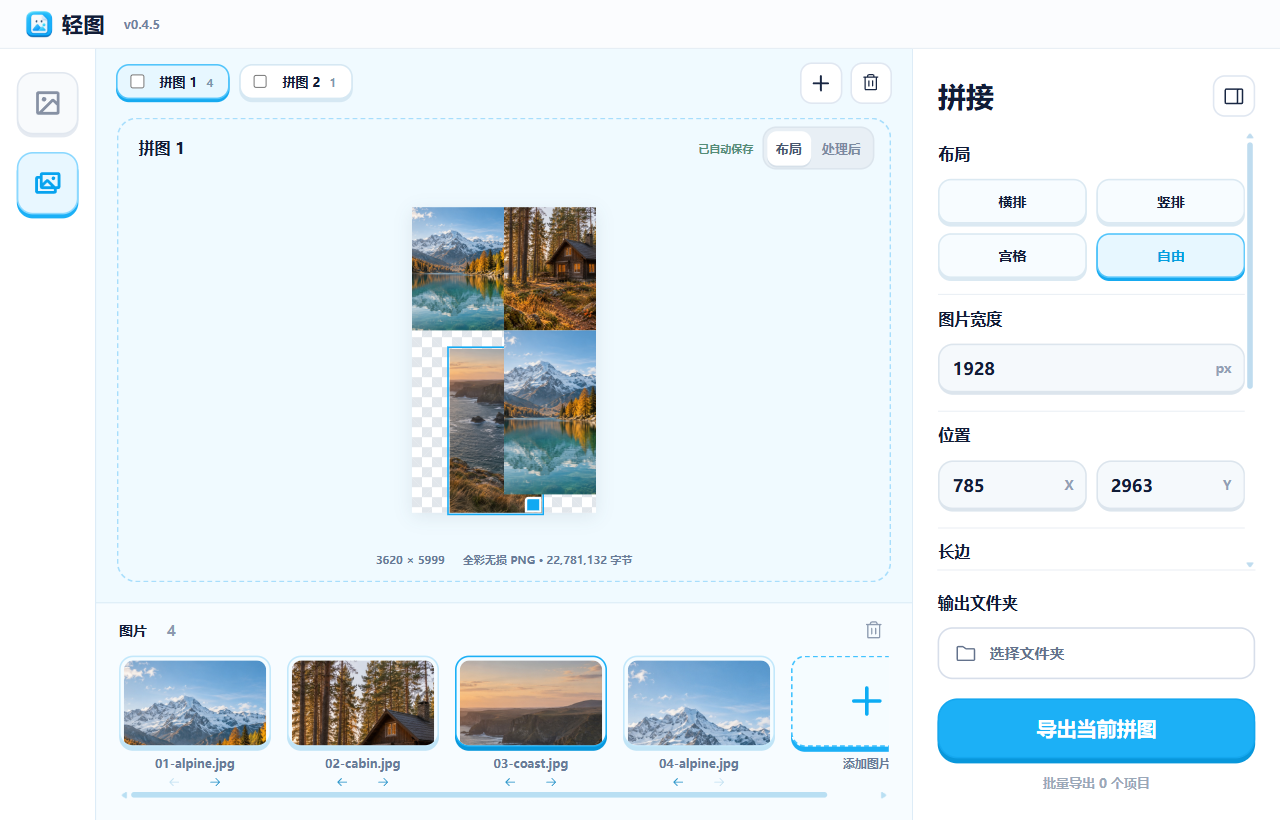 轻图 v0.4.5
拼图 1 4
拼图 2 1
拼图 1
已自动保存
布局
处理后
3620 × 5999 全彩无损 PNG • 22,781,132 字节
图片 4
01-alpine.jpg
02-cabin.jpg
03-coast.jpg
04-alpine.jpg
添加图片
拼接
布局
横排
竖排
宫格
自由
图片宽度
1928 px
位置
785 X
2963 Y
长边
输出文件夹
选择文件夹
导出当前拼图
批量导出 0 个项目